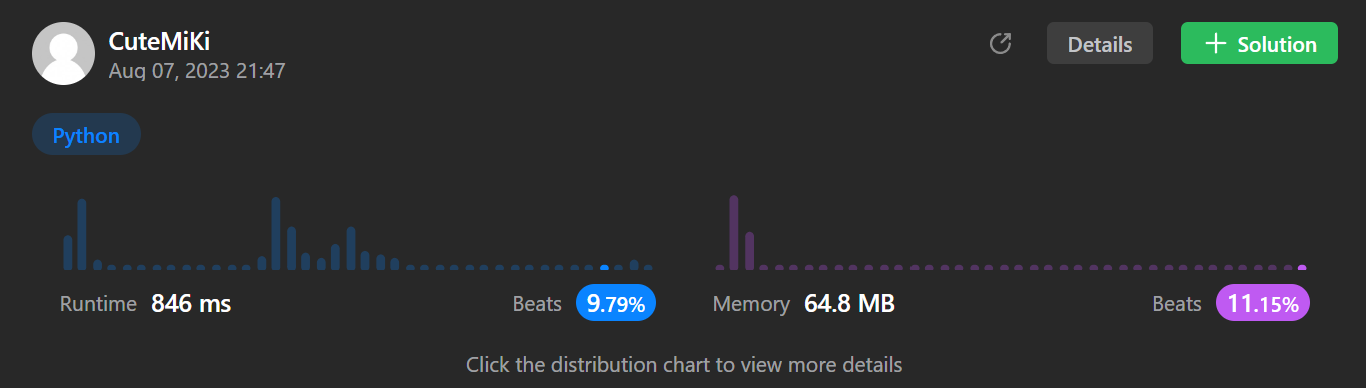 CuteMiKi
Aug 07, 2023 21:47
Details
+ Solution
Python
Runtime 846 ms Beats 9.79%
Memory 64.8 MB Beats 11.15%
Click the distribution chart to view more details